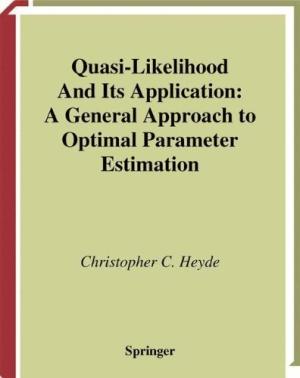 Quasi-Likelihood
And Its Application:
A General Approach to
Optimal Parameter
Estimation
Christopher C. Heyde
Springer